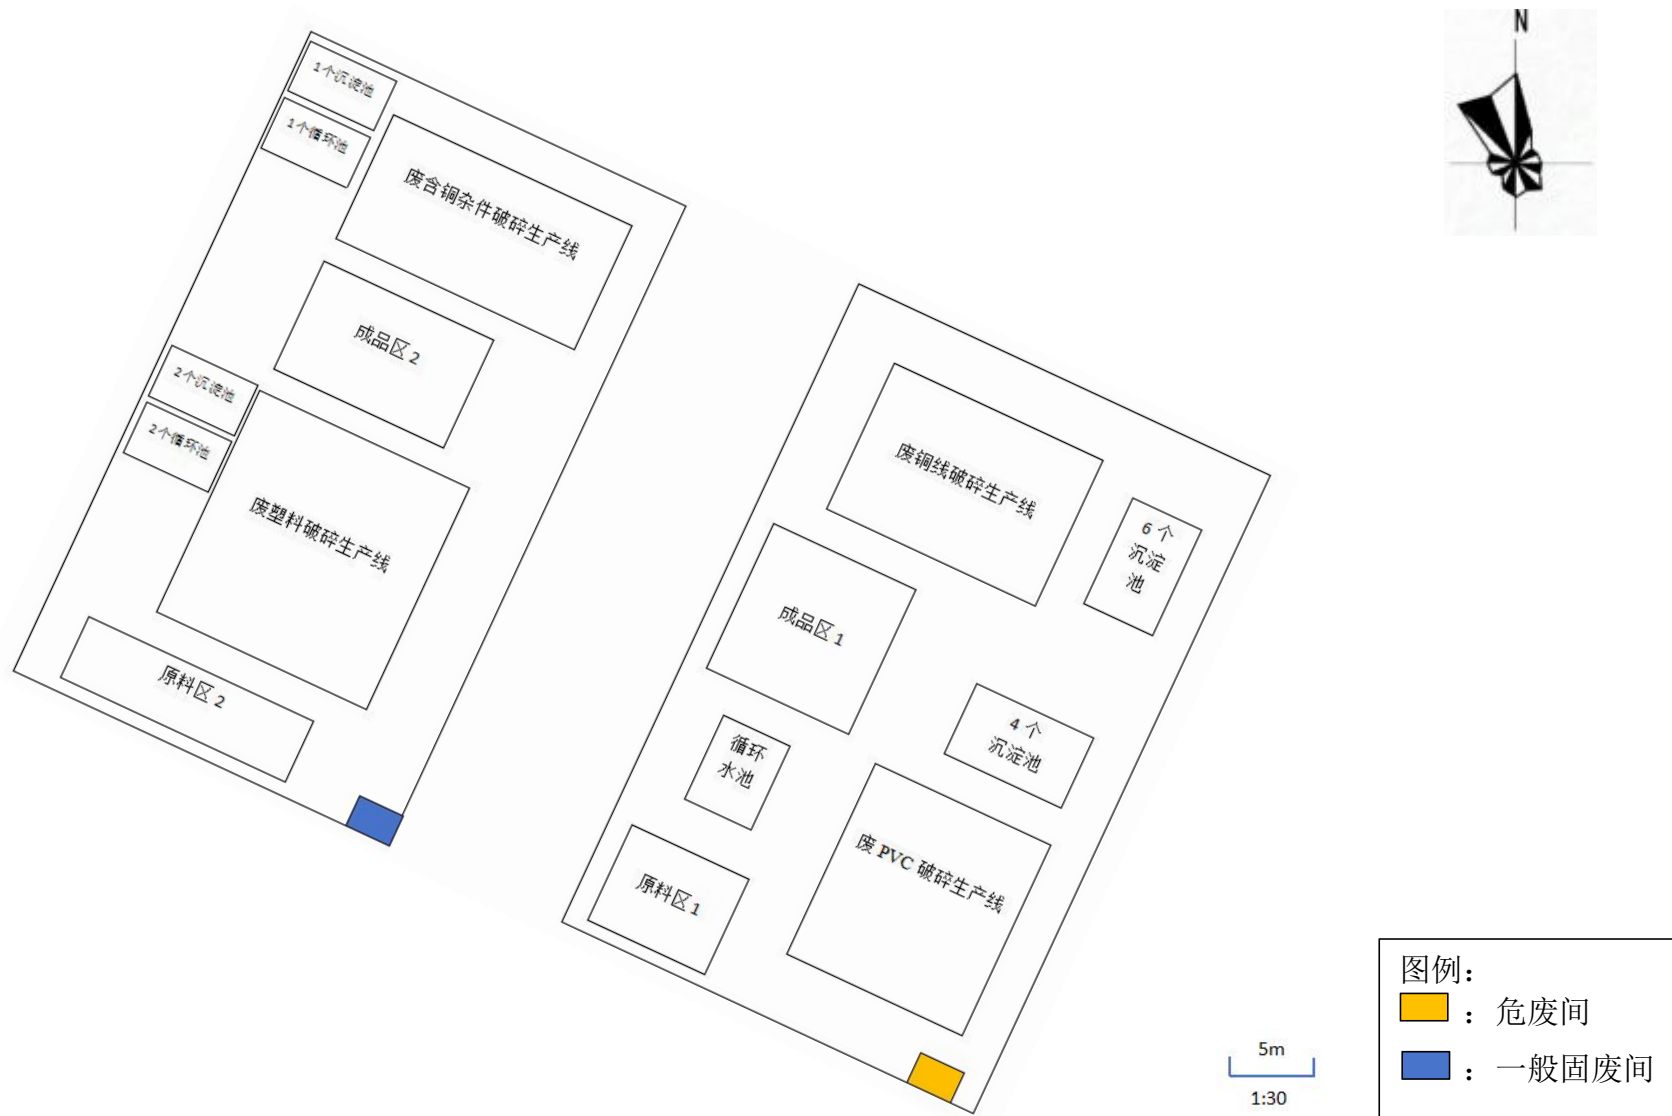 N
1个沉淀池
1个循环池
废含铜杂件破碎生产线
成品区2
2个沉淀池
2个循环池
废塑料破碎生产线
原料区2
废铜线破碎生产线
6个
沉淀
池
成品区1
4个
沉淀池
循环
水池
废PVC破碎生产线
原料区1
5m
1:30
图例：
：危废间
：一般固废间